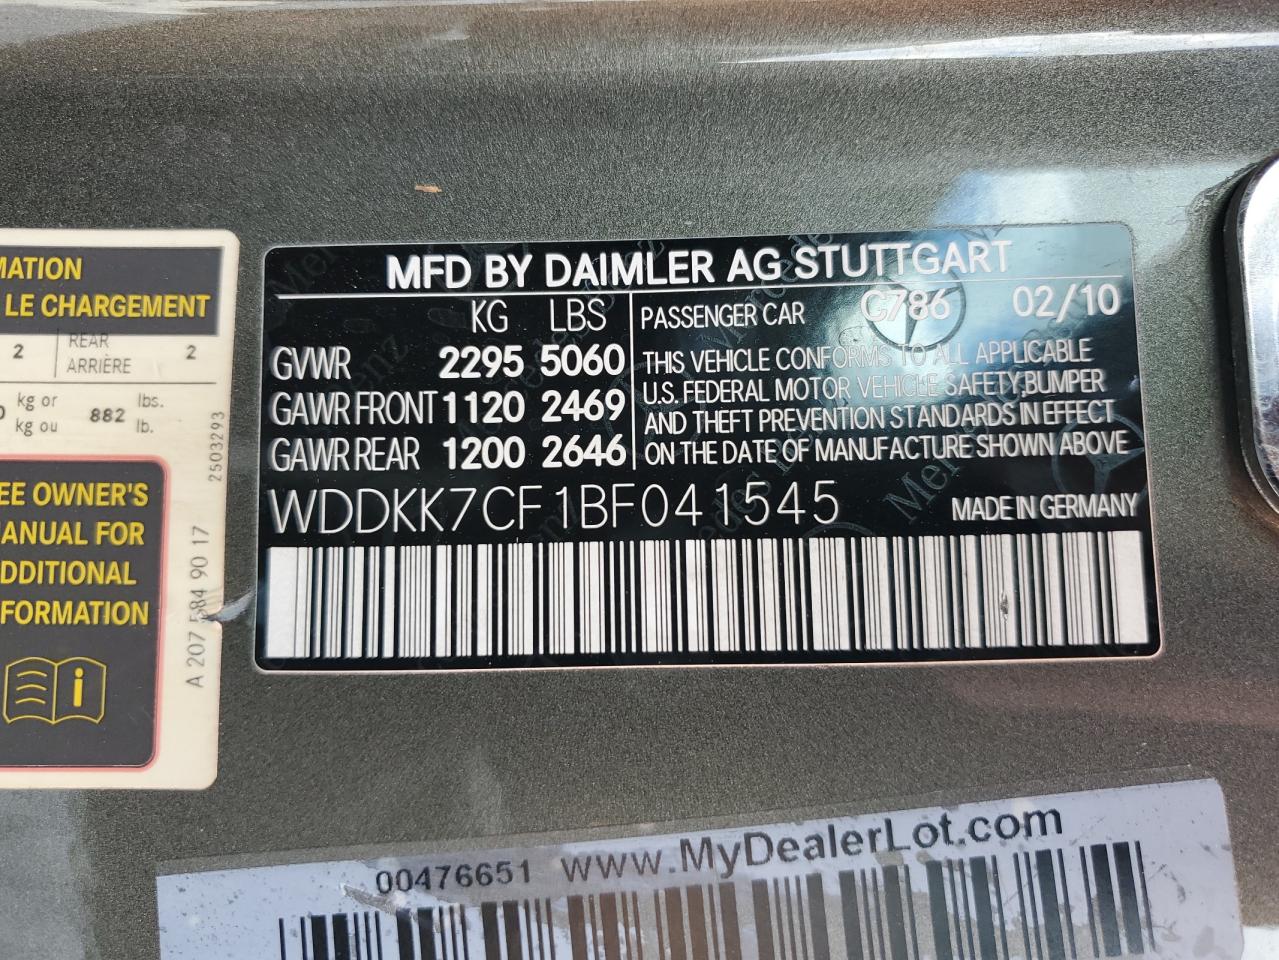 MATION
LE CHARGEMENT
2 REAR ARRIÈRE 2
kg or kg ou 882 lbs. lb.
2503293
EE OWNER'S
ANUAL FOR
DDITIONAL
FORMATION
i
A 207 584 90 17
MFD BY DAIMLER AG STUTTGART
KG LBS
GVWR 2295 5060
GAWR FRONT 1120 2469
GAWR REAR 1200 2646
PASSENGER CAR C786 02/10
THIS VEHICLE CONFORMS TO ALL APPLICABLE
U.S. FEDERAL MOTOR VEHICLE SAFETY,BUMPER
AND THEFT PREVENTION STANDARDS IN EFFECT
ON THE DATE OF MANUFACTURE SHOWN ABOVE
WDDKK7CF1BF041545 MADE IN GERMANY
00476651 www.MyDealerLot.com